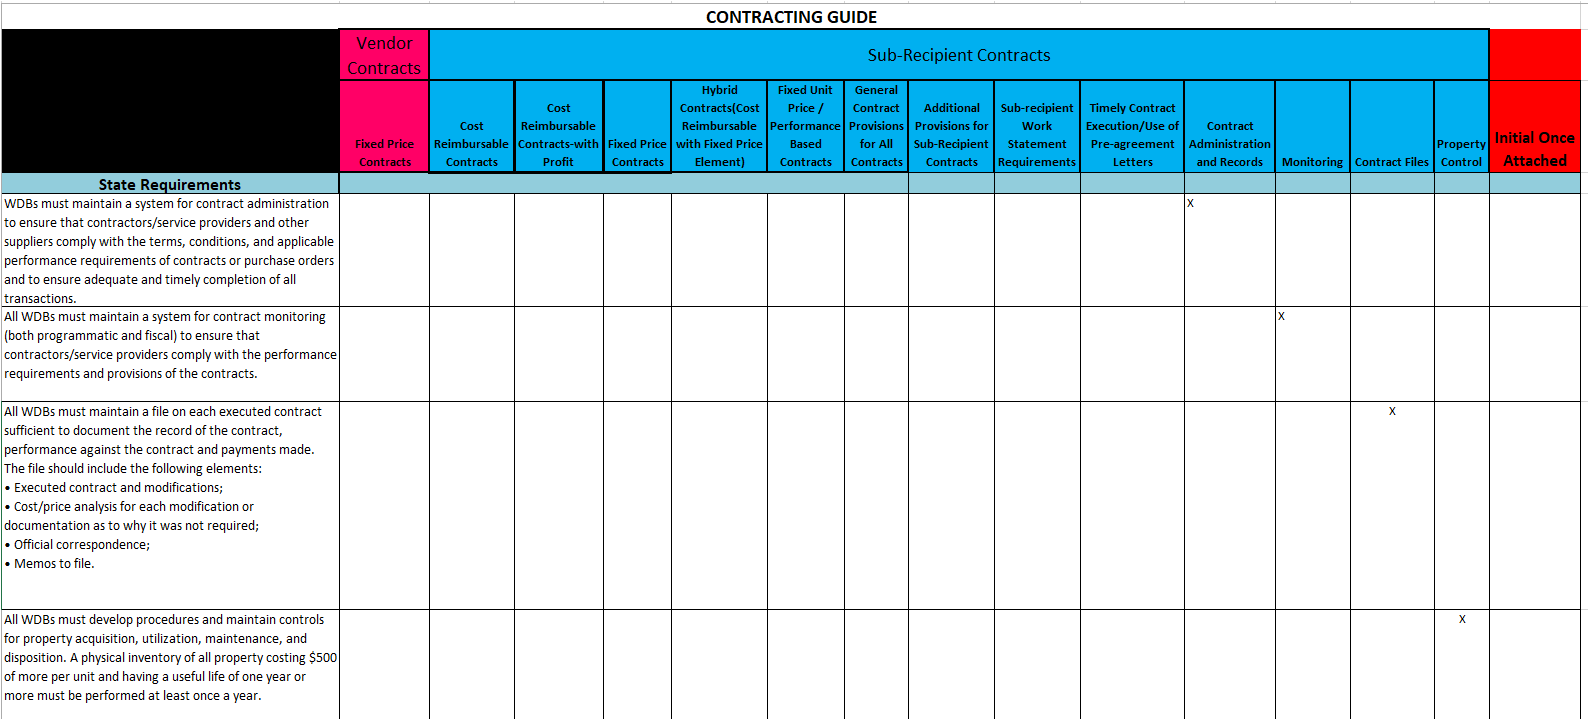 CONTRACTING GUIDE
Vendor
Contracts
Sub-Recipient Contracts
Fixed Price
Contracts
Cost
Reimbursable
Contracts
Cost
Reimbursable
Contracts-with
Profit
Fixed Price
Contracts
Hybrid
Contracts(Cost
Reimbursable
with Fixed Price
Element)
Fixed Unit
Price /
Performance
Based
Contracts
General
Contract
Provisions
for All
Contracts
Additional
Provisions for
Sub-Recipient
Contracts
Sub-recipient
Work
Statement
Requirements
Timely Contract
Execution/Use of
Pre-agreement
Letters
Contract
Administration
and Records
Monitoring
Contract Files
Property
Control
Initial Once
Attached
State Requirements
WDBs must maintain a system for contract administration
to ensure that contractors/service providers and other
suppliers comply with the terms, conditions, and applicable
performance requirements of contracts or purchase orders
and to ensure adequate and timely completion of all
transactions.
X
All WDBs must maintain a system for contract monitoring
(both programmatic and fiscal) to ensure that
contractors/service providers comply with the performance
requirements and provisions of the contracts.
X
All WDBs must maintain a file on each executed contract
sufficient to document the record of the contract,
performance against the contract and payments made.
The file should include the following elements:
• Executed contract and modifications;
• Cost/price analysis for each modification or
documentation as to why it was not required;
• Official correspondence;
• Memos to file.
X
All WDBs must develop procedures and maintain controls
for property acquisition, utilization, maintenance, and
disposition. A physical inventory of all property costing $500
of more per unit and having a useful life of one year or
more must be performed at least once a year.
X